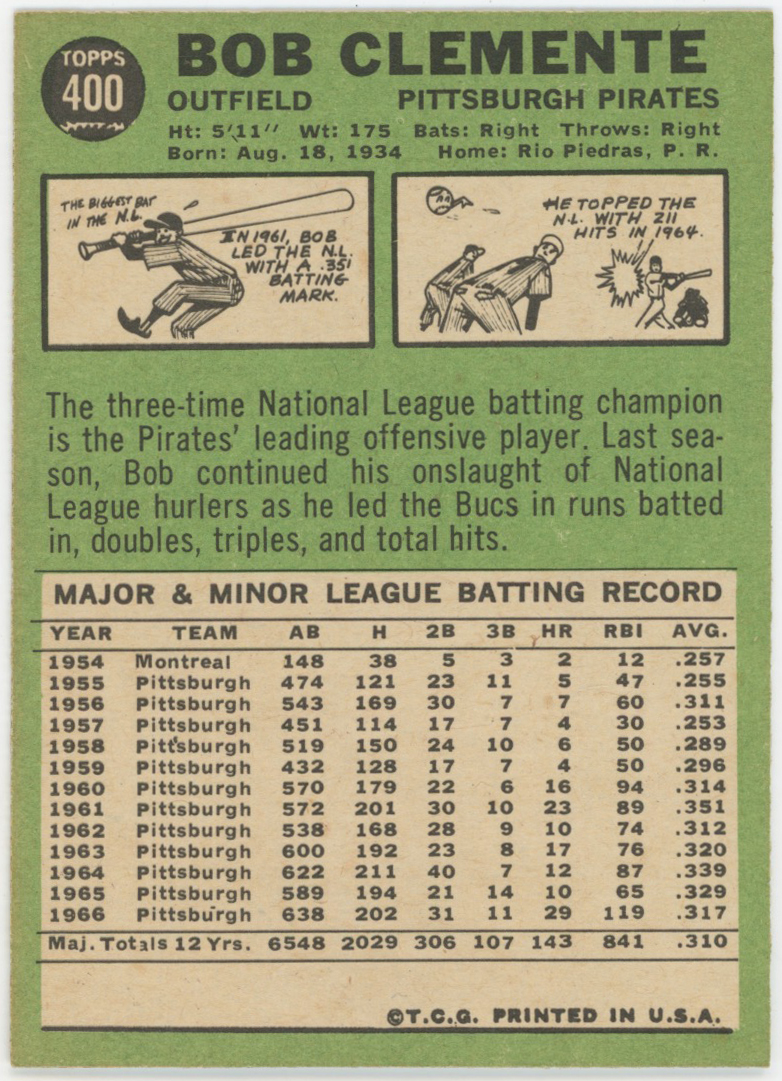 TOPPS
400
BOB CLEMENTE
OUTFIELD PITTSBURGH PIRATES
Ht: 5'11" Wt: 175 Bats: Right Throws: Right
Born: Aug. 18, 1934 Home: Rio Piedras, P. R.
THE BIGGEST BAT
IN THE N.L.
IN 1961, BOB
LED THE N.L.
WITH A .351
BATTING
MARK.
HE TOPPED THE
N.L. WITH 211
HITS IN 1964.
The three-time National League batting champion
is the Pirates' leading offensive player. Last sea-
son, Bob continued his onslaught of National
League hurlers as he led the Bucs in runs batted
in, doubles, triples, and total hits.
MAJOR & MINOR LEAGUE BATTING RECORD
YEAR TEAM AB H 2B 3B HR RBI AVG.
1954 Montreal 148 38 5 3 2 12 .257
1955 Pittsburgh 474 121 23 11 5 47 .255
1956 Pittsburgh 543 169 30 7 7 60 .311
1957 Pittsburgh 451 114 17 7 4 30 .253
1958 Pittsburgh 519 150 24 10 6 50 .289
1959 Pittsburgh 432 128 17 7 4 50 .296
1960 Pittsburgh 570 179 22 6 16 94 .314
1961 Pittsburgh 572 201 30 10 23 89 .351
1962 Pittsburgh 538 168 28 9 10 74 .312
1963 Pittsburgh 600 192 23 8 17 76 .320
1964 Pittsburgh 622 211 40 7 12 87 .339
1965 Pittsburgh 589 194 21 14 10 65 .329
1966 Pittsburgh 638 202 31 11 29 119 .317
Maj. Totals 12 Yrs. 6548 2029 306 107 143 841 .310
©T.C.G. PRINTED IN U.S.A.